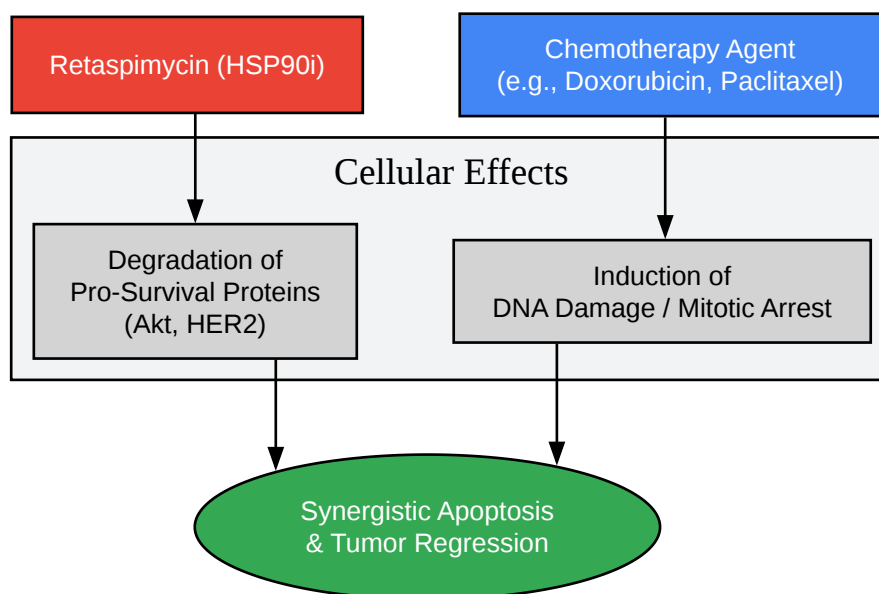 Retaspimycin (HSP90i)
Chemotherapy Agent
(e.g., Doxorubicin, Paclitaxel)
Cellular Effects
Degradation of
Pro-Survival Proteins
(Akt, HER2)
Induction of
DNA Damage / Mitotic Arrest
Synergistic Apoptosis
& Tumor Regression